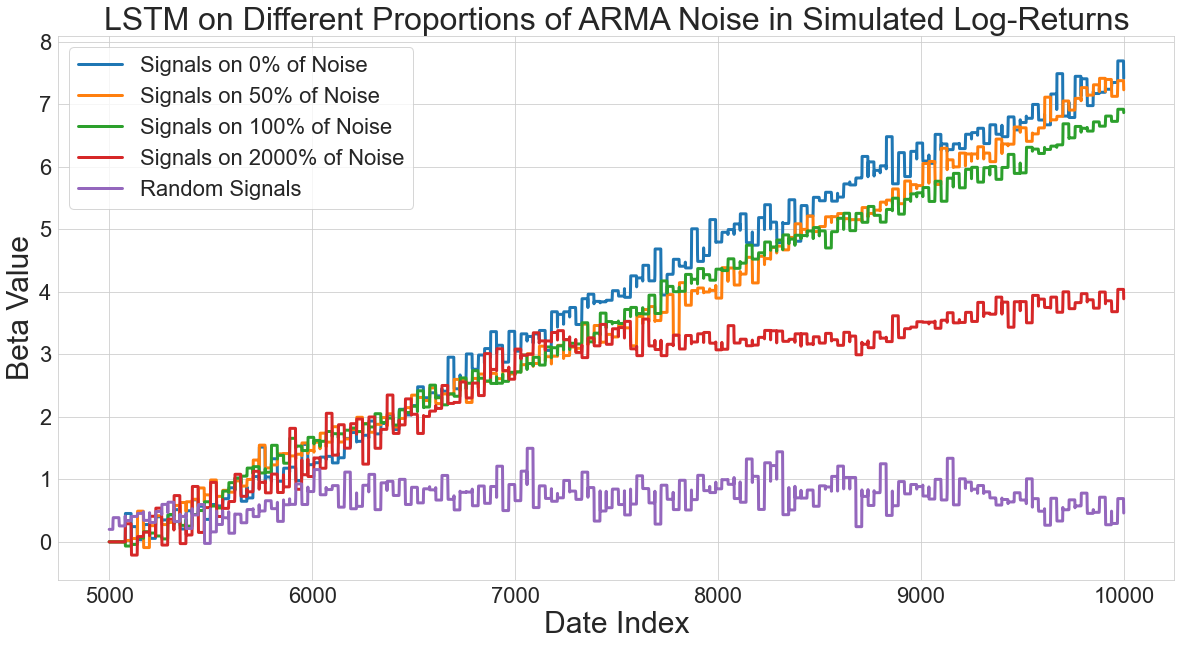 LSTM on Different Proportions of ARMA Noise in Simulated Log-Returns
Signals on 0% of Noise
Signals on 50% of Noise
Signals on 100% of Noise
Signals on 2000% of Noise
Random Signals
Beta Value
8
7
6
5
4
3
2
1
0
5000 6000 7000 8000 9000 10000
Date Index